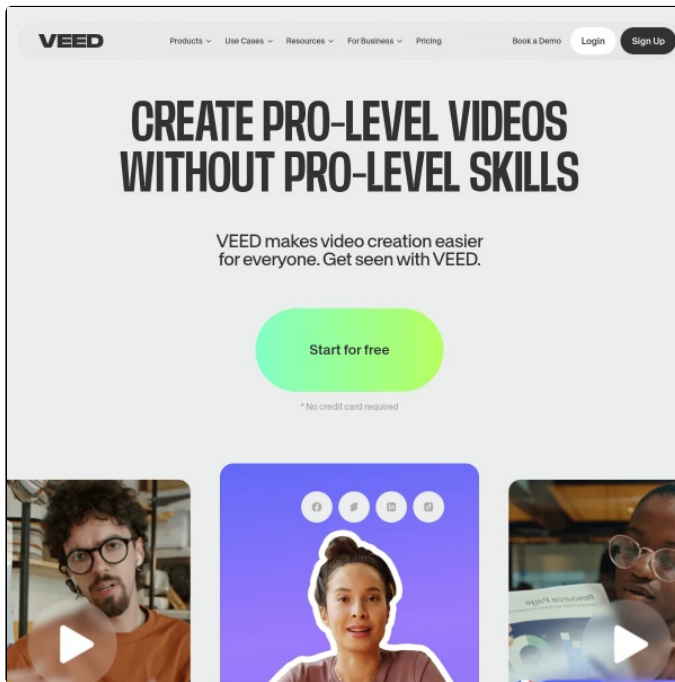 VEED
Products Use Cases Resources For Business Pricing Book a Demo Login Sign Up
CREATE PRO-LEVEL VIDEOS
WITHOUT PRO-LEVEL SKILLS
VEED makes video creation easier
for everyone. Get seen with VEED.
Start for free
* No credit card required
in
Resource Page